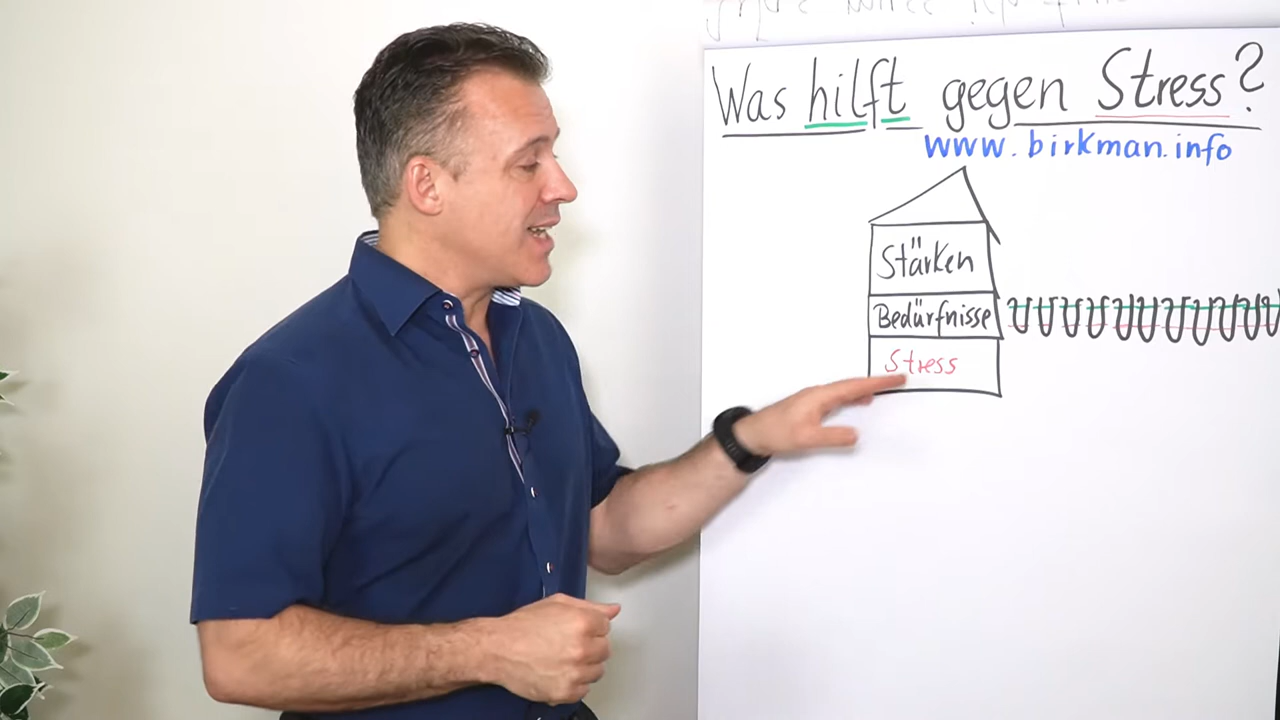 Was hilft gegen Stress?
www.birkman.info
Stärken
Bedürfnisse
Stress